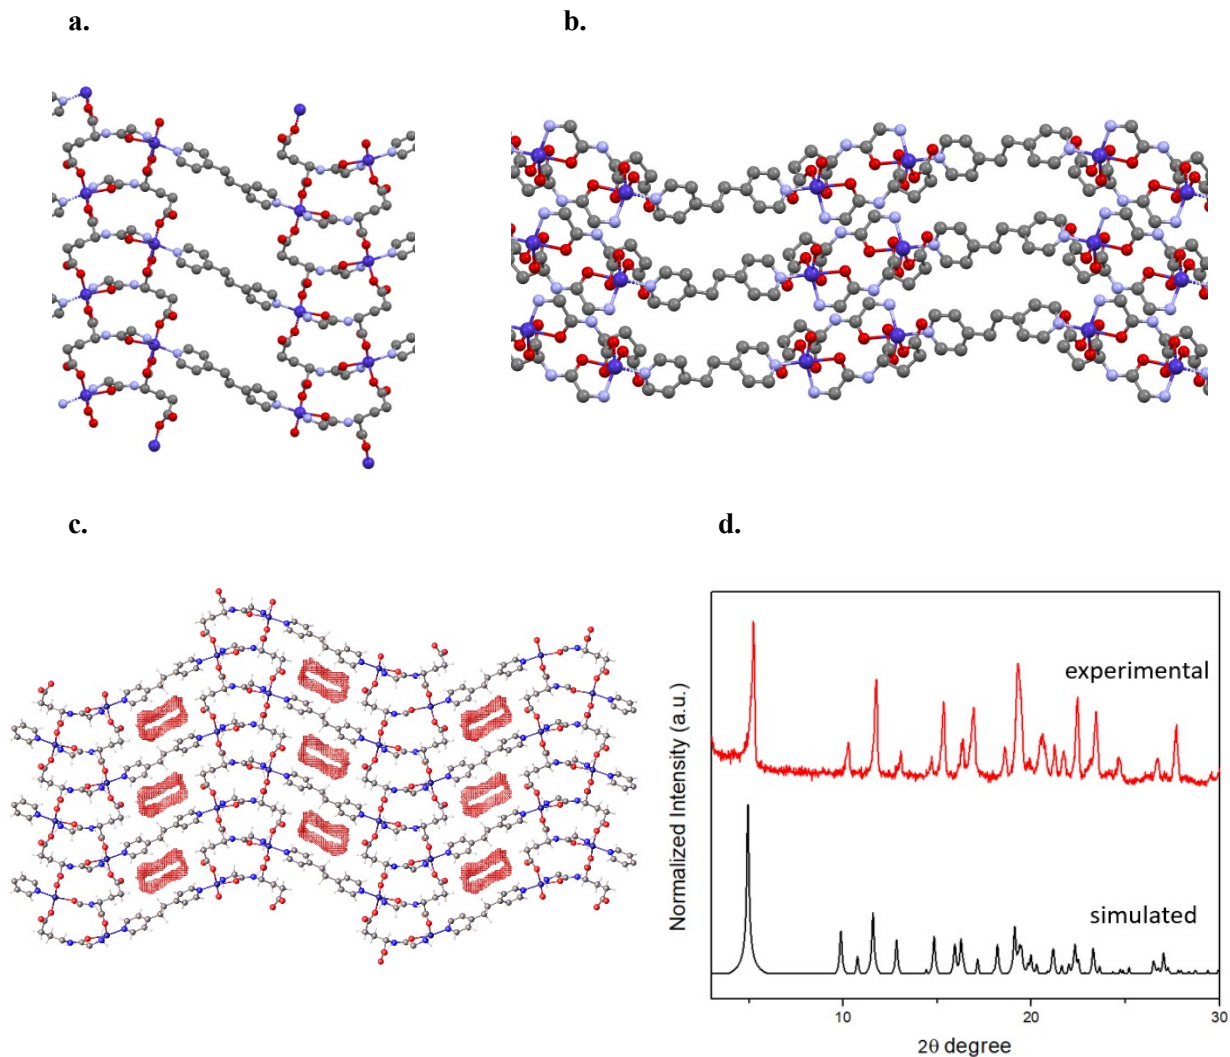 a.
b.
c.
d.
Normalized Intensity (a.u.)
experimental
simulated
10
20
30
2θ degree